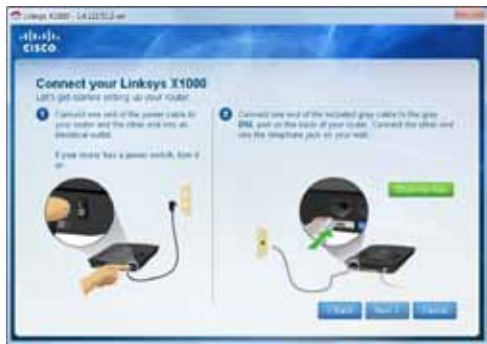 CISCO
Connect your Linksys X1000
Let's get started setting up your router.
1 Connect one end of the power cable to
your router and the other end into an
electrical outlet.
If your router has a power switch, turn it
on.
2 Connect one end of the included gray cable to the gray
DSL port on the back of your router. Connect the other end
into the telephone jack on your wall.
< Back
Next >
Cancel